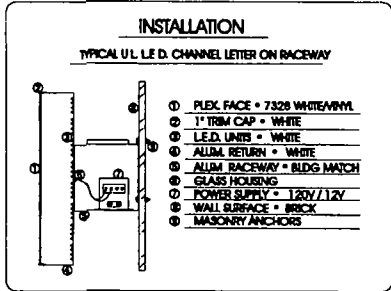 INSTALLATION
TYPICAL U.L. L.E.D. CHANNEL LETTER ON RACEWAY
① PLEX. FACE • 7328 WHITE/VINYL
② 1" TRIM CAP • WHITE
③ L.E.D. UNITS • WHITE
④ ALUM. RETURN • WHITE
⑤ ALUM. RACEWAY • BLDG MATCH
⑥ GLASS HOUSING
⑦ POWER SUPPLY • 120V / 12V
WALL SURFACE • BRICK
MASONRY ANCHORS